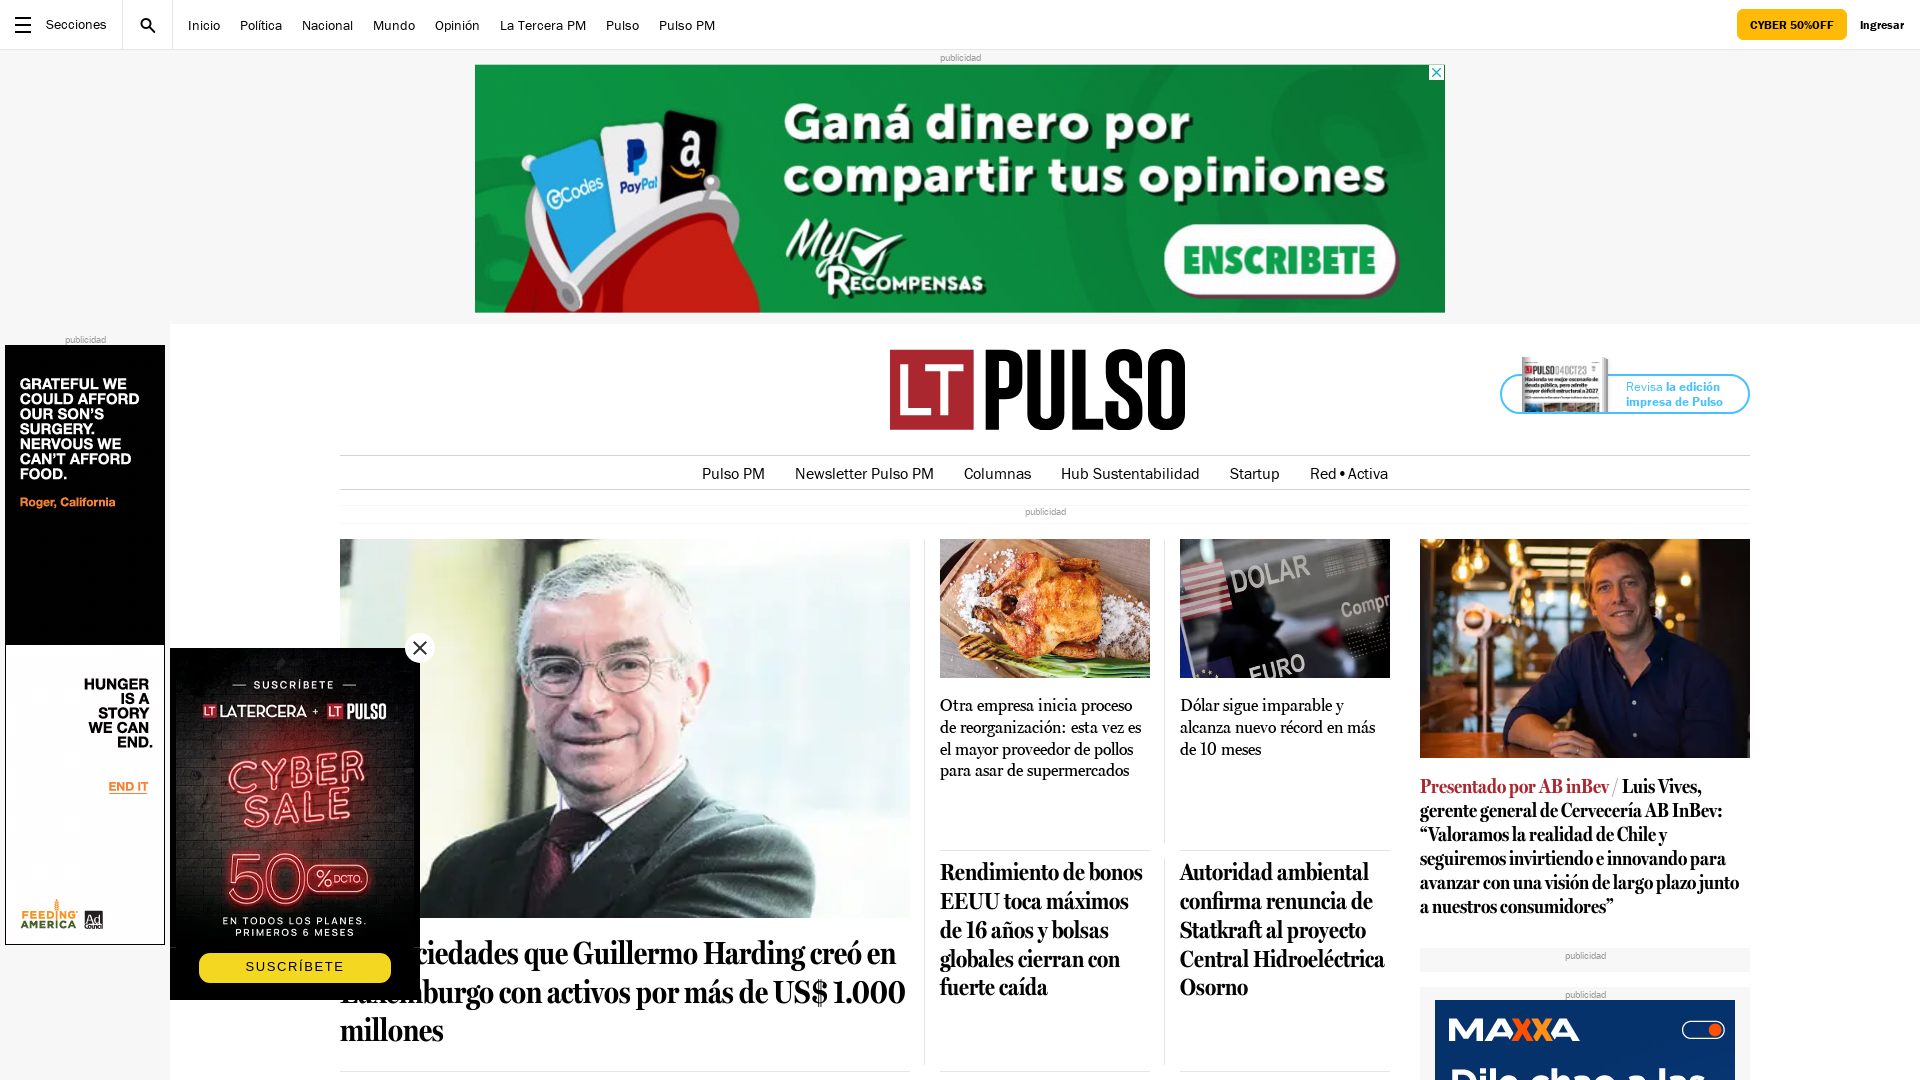 Secciones
Inicio
Política
Nacional
Mundo
Opinión
La Tercera PM
Pulso
Pulso PM
CYBER 50%OFF
Ingresar
publicidad
Ganá dinero por
compartir tus opiniones
GCodes
PayPal
My
RECOMPENSAS
ENSCRIBETE
publicidad
GRATEFUL WE
COULD AFFORD
OUR SON'S
SURGERY.
NERVOUS WE
CAN'T AFFORD
FOOD.
Roger, California
HUNGER
IS A
STORY
WE CAN
END.
END IT
FEEDING
AMERICA
Ad
Council
LT PULSO
LT PULSO 04OCT23
Revisa la edición
impresa de Pulso
Pulso PM
Newsletter Pulso PM
Columnas
Hub Sustentabilidad
Startup
Red•Activa
publicidad
SUSCRÍBETE
LT LATERCERA + LT PULSO
CYBER
SALE
50% DCTO.
EN TODOS LOS PLANES.
PRIMEROS 6 MESES
SUSCRÍBETE
ciedades que Guillermo Harding creó en
Luxemburgo con activos por más de US$ 1.000
millones
Otra empresa inicia proceso
de reorganización: esta vez es
el mayor proveedor de pollos
para asar de supermercados
DOLAR
Compr
EURO
Dólar sigue imparable y
alcanza nuevo récord en más
de 10 meses
Rendimiento de bonos
EEUU toca máximos
de 16 años y bolsas
globales cierran con
fuerte caída
Autoridad ambiental
confirma renuncia de
Statkraft al proyecto
Central Hidroeléctrica
Osorno
Presentado por AB inBev / Luis Vives,
gerente general de Cervecería AB InBev:
“Valoramos la realidad de Chile y
seguiremos invirtiendo e innovando para
avanzar con una visión de largo plazo junto
a nuestros consumidores”
publicidad
publicidad
MAXXA
Dile chao a las